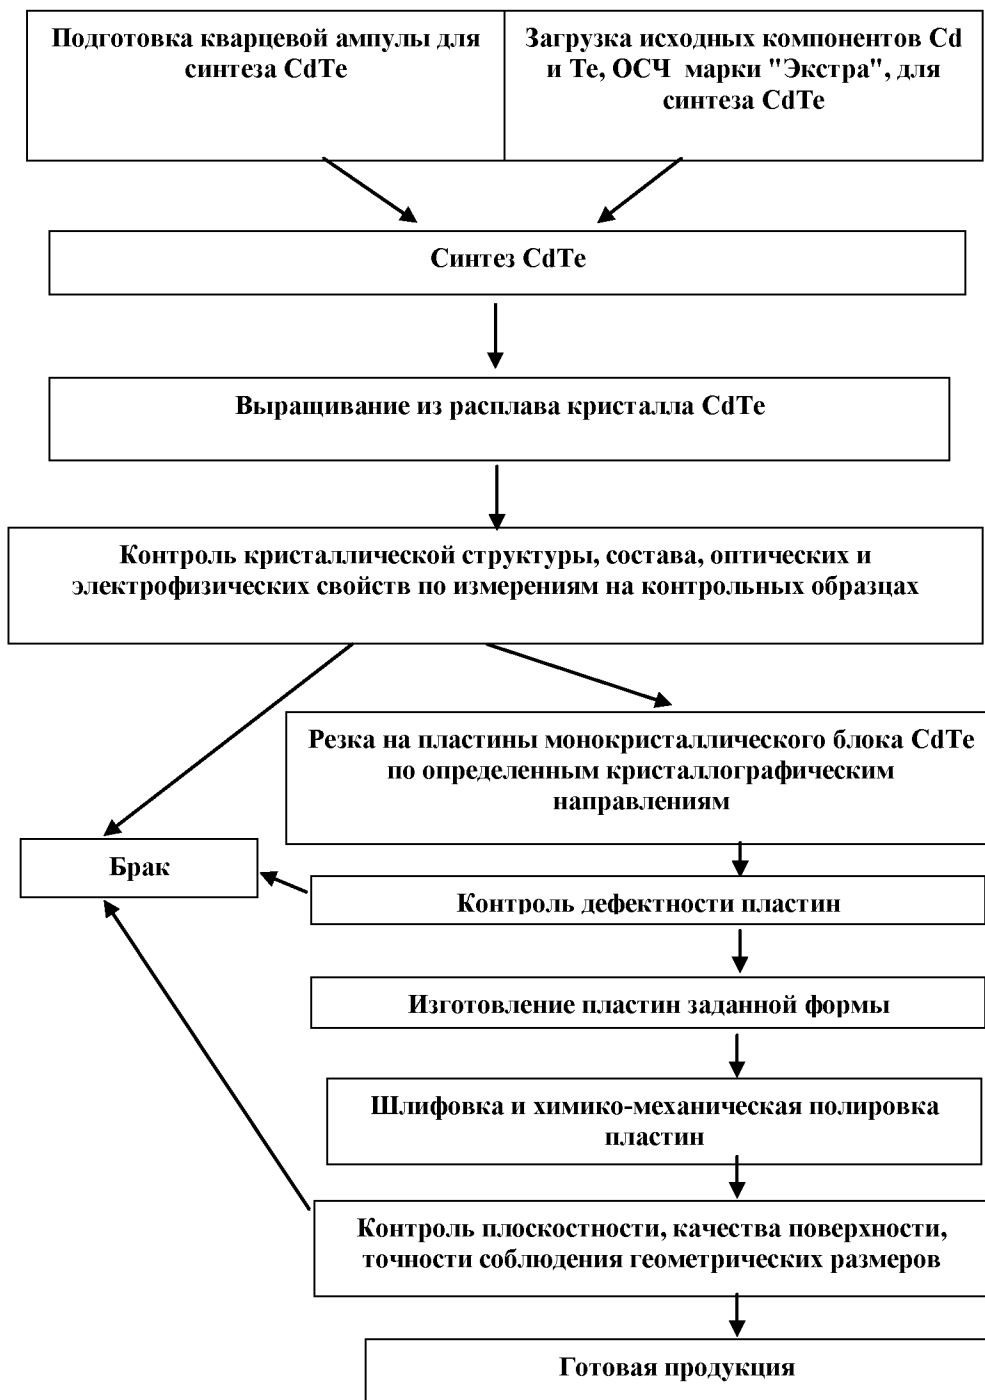 Подготовка кварцевой ампулы для
синтеза CdTe
Загрузка исходных компонентов Cd
и Te, ОСЧ марки "Экстра", для
синтеза CdTe
Синтез CdTe
Выращивание из расплава кристалла CdTe
Контроль кристаллической структуры, состава, оптических и
электрофизических свойств по измерениям на контрольных образцах
Резка на пластины монокристаллического блока CdTe
по определенным кристаллографическим
направлениям
Брак
Контроль дефектности пластин
Изготовление пластин заданной формы
Шлифовка и химико-механическая полировка
пластин
Контроль плоскостности, качества поверхности,
точности соблюдения геометрических размеров
Готовая продукция